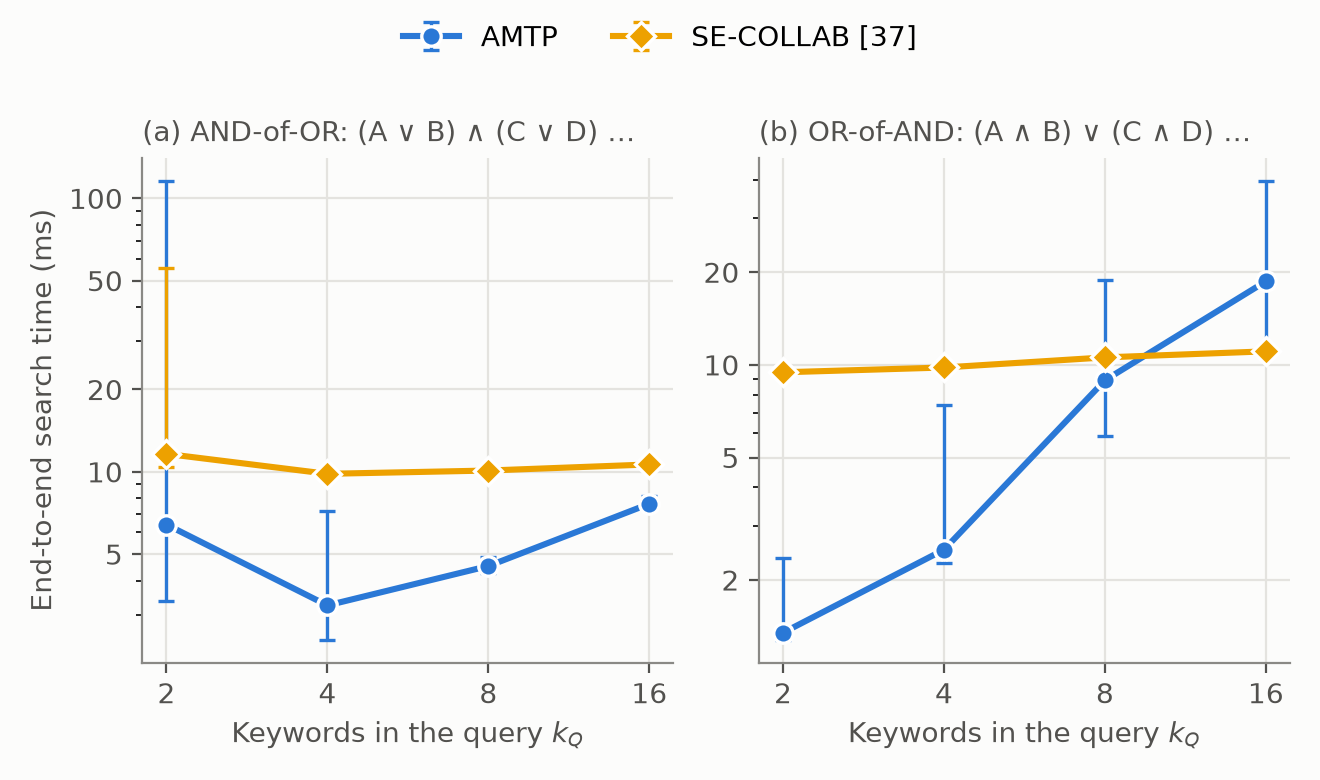 AMTP SE-COLLAB [37]
(a) AND-of-OR: (A ∨ B) ∧ (C ∨ D) ...
(b) OR-of-AND: (A ∧ B) ∨ (C ∧ D) ...
End-to-end search time (ms)
100
50
20
10
5
2 4 8 16
Keywords in the query k_Q
20
10
5
2
2 4 8 16
Keywords in the query k_Q